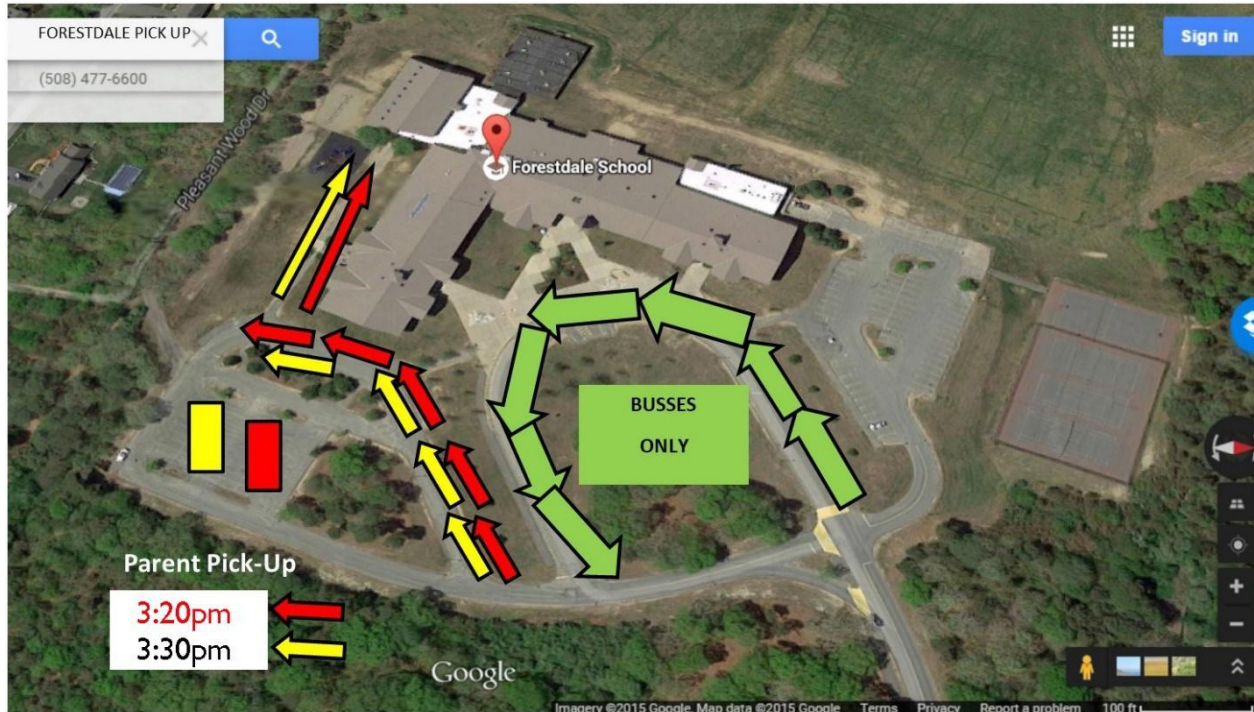 FORESTDALE PICK UP
Sign in
(508) 477-6600
Pleasant Wood Dr
Forestdale School
BUSSES
ONLY
Parent Pick-Up
3:20pm
3:30pm
Google
Imagery ©2015 Google, Map data ©2015 Google Terms Privacy Report a problem 100 ft